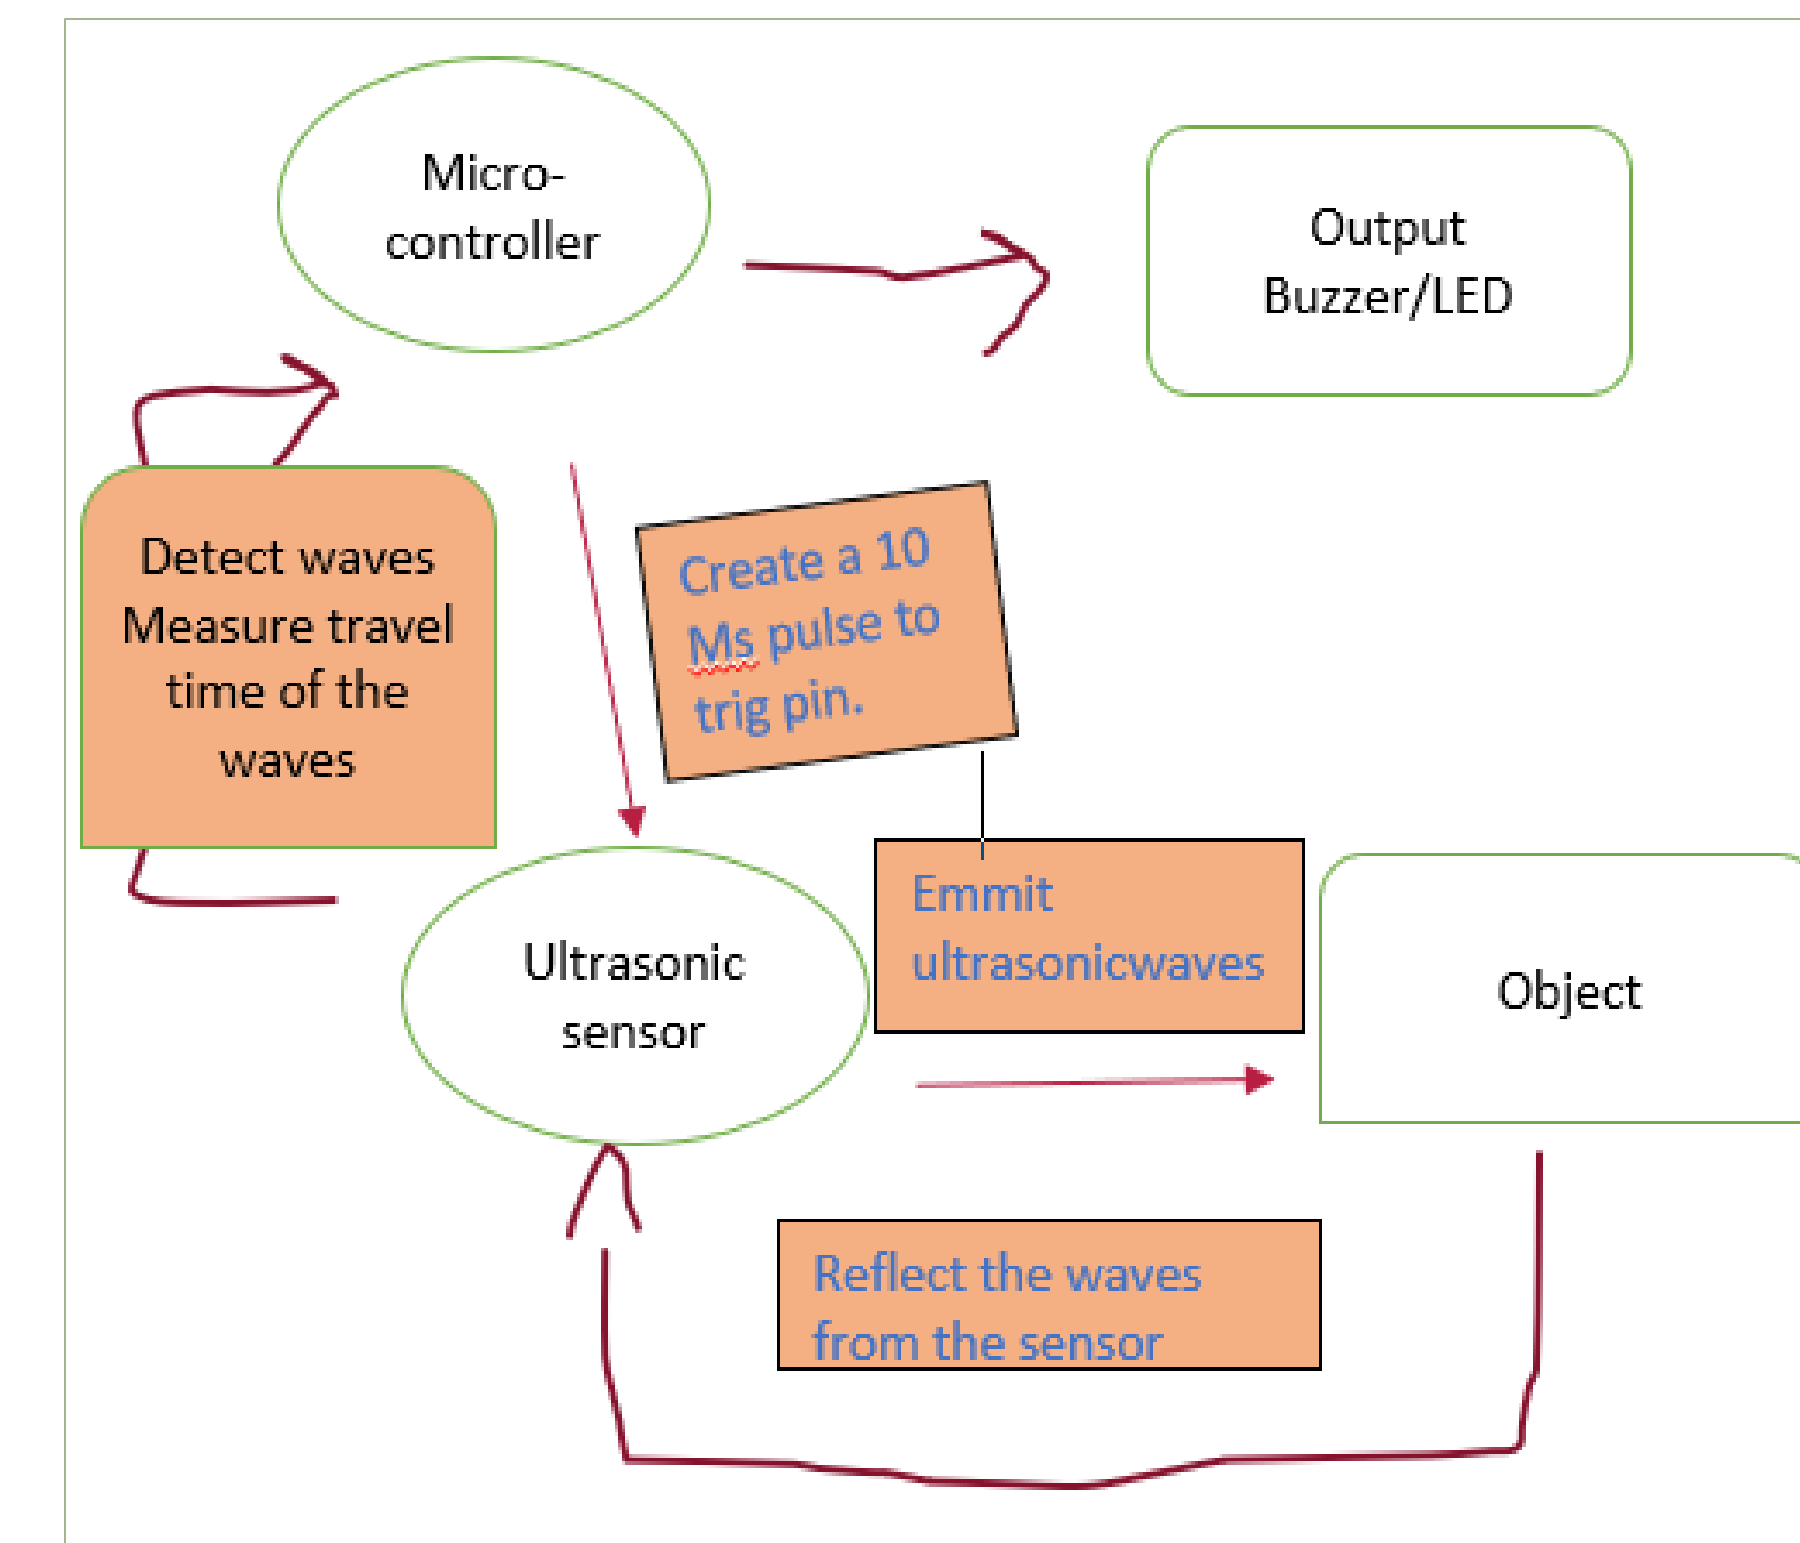 Micro-
controller
Output
Buzzer/LED
Detect waves
Measure travel
time of the
waves
Create a 10
Ms pulse to
trig pin.
Emmit
ultrasonicwaves
Ultrasonic
sensor
Object
Reflect the waves
from the sensor